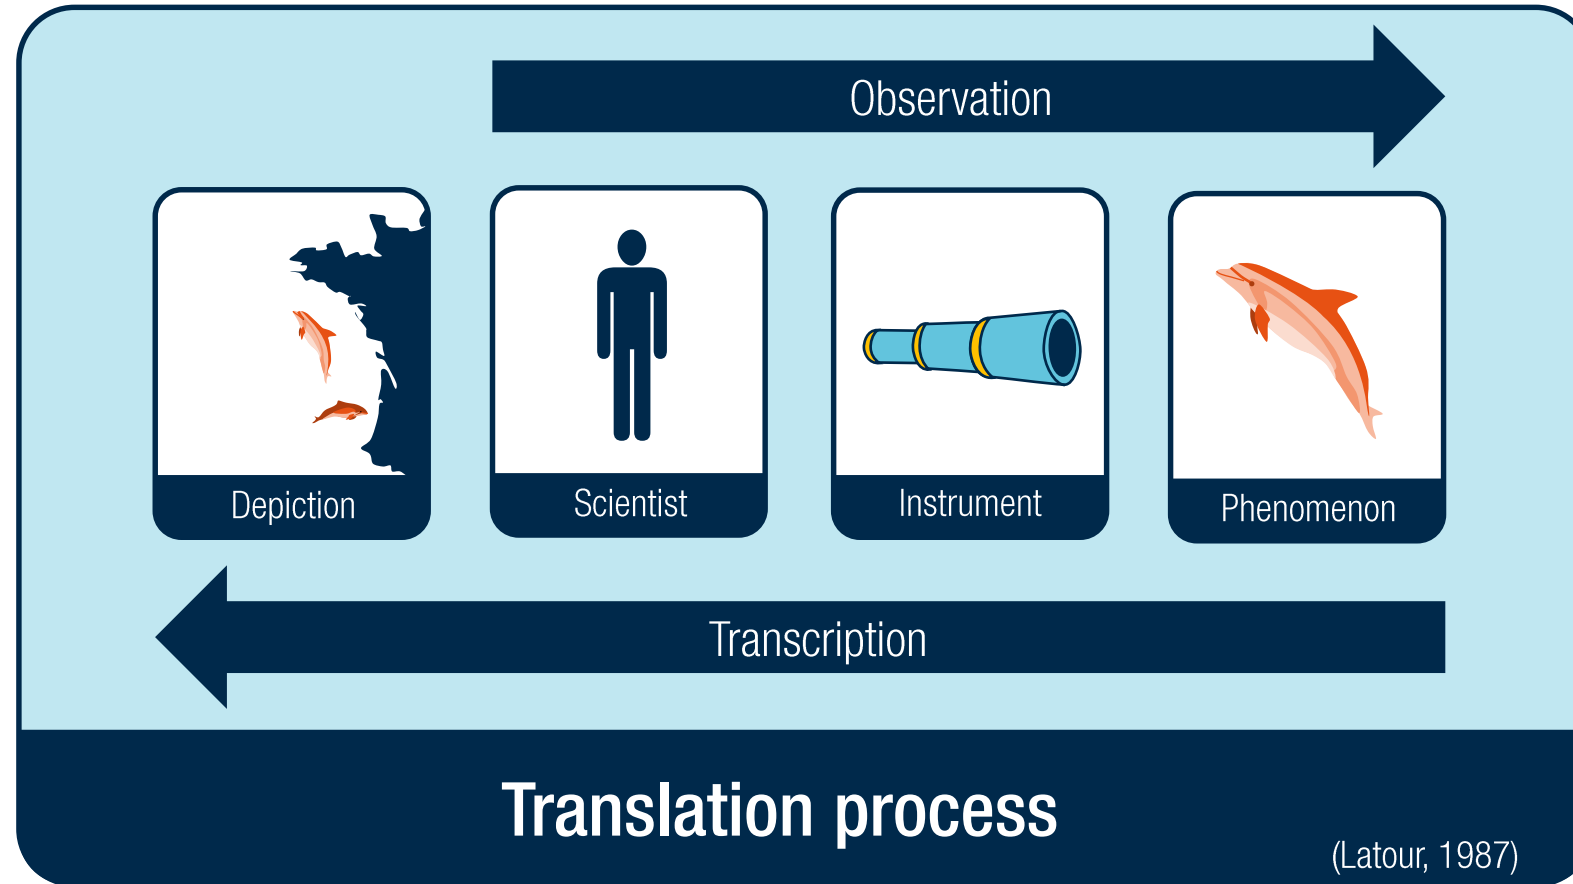 Observation
Depiction
Scientist
Instrument
Phenomenon
Transcription
Translation process
(Latour, 1987)